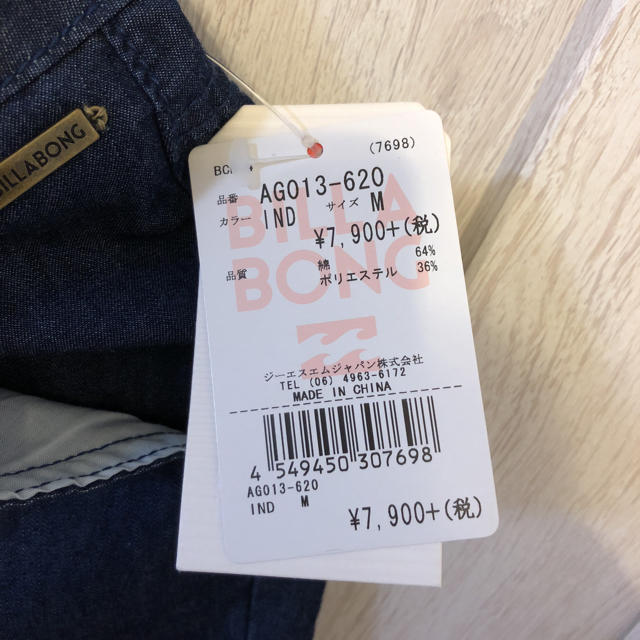 BILLABONG
(7698)
品番 AG013-620
カラー IND サイズ M
¥7,900+(税)
品質 綿 64%
ポリエステル 36%
BILLA
BONG
ジーエスエムジャパン株式会社
TEL (06) 4963-6172
MADE IN CHINA
4 549450 307698
AG013-620
IND M
¥7,900+(税)